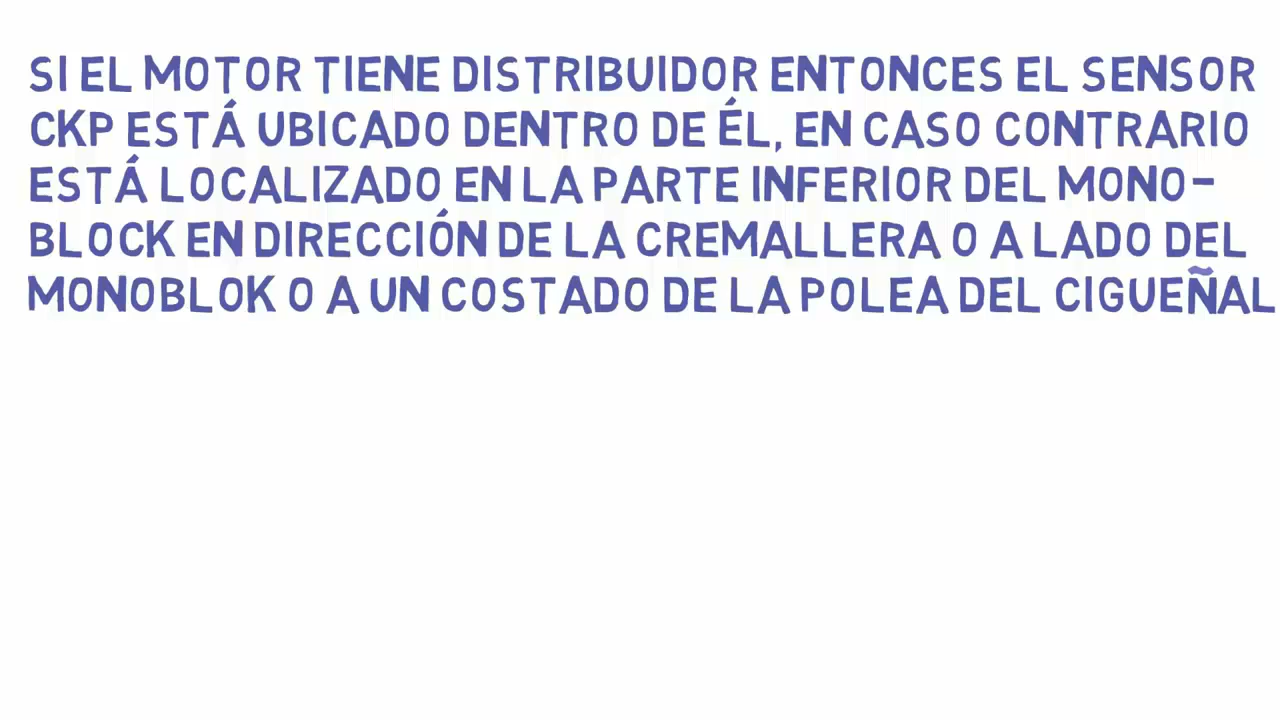 SI EL MOTOR TIENE DISTRIBUIDOR ENTONCES EL SENSOR
CKP ESTÁ UBICADO DENTRO DE ÉL, EN CASO CONTRARIO
ESTÁ LOCALIZADO EN LA PARTE INFERIOR DEL MONO-
BLOCK EN DIRECCIÓN DE LA CREMALLERA O A LADO DEL
MONOBLOK O A UN COSTADO DE LA POLEA DEL CIGUEÑAL